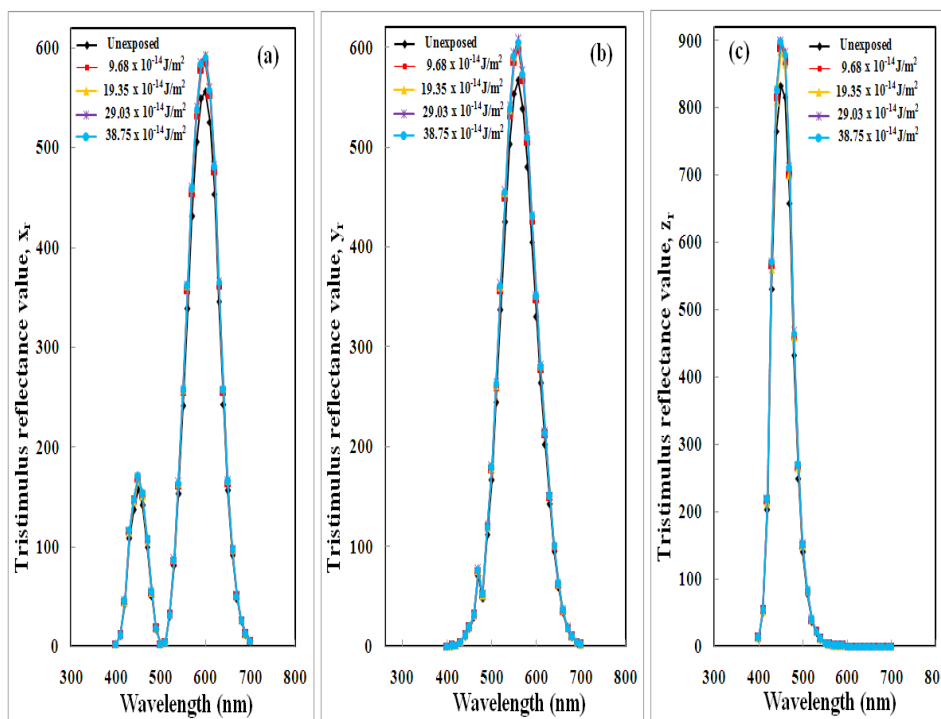 (a)
Unexposed
9.68 x 10-14 J/m2
19.35 x 10-14 J/m2
29.03 x 10-14 J/m2
38.75 x 10-14 J/m2
Tristimulus reflectance value, xr
600
500
400
300
200
100
0
300 400 500 600 700 800
Wavelength (nm)
(b)
Unexposed
9.68 x 10-14 J/m2
19.35 x 10-14 J/m2
29.03 x 10-14 J/m2
38.75 x 10-14 J/m2
Tristimulus reflectance value, yr
600
500
400
300
200
100
0
300 400 500 600 700 800
Wavelength (nm)
(c)
Unexposed
9.68 x 10-14 J/m2
19.35 x 10-14 J/m2
29.03 x 10-14 J/m2
38.75 x 10-14 J/m2
Tristimulus reflectance value, zr
900
800
700
600
500
400
300
200
100
0
300 400 500 600 700 800
Wavelength (nm)